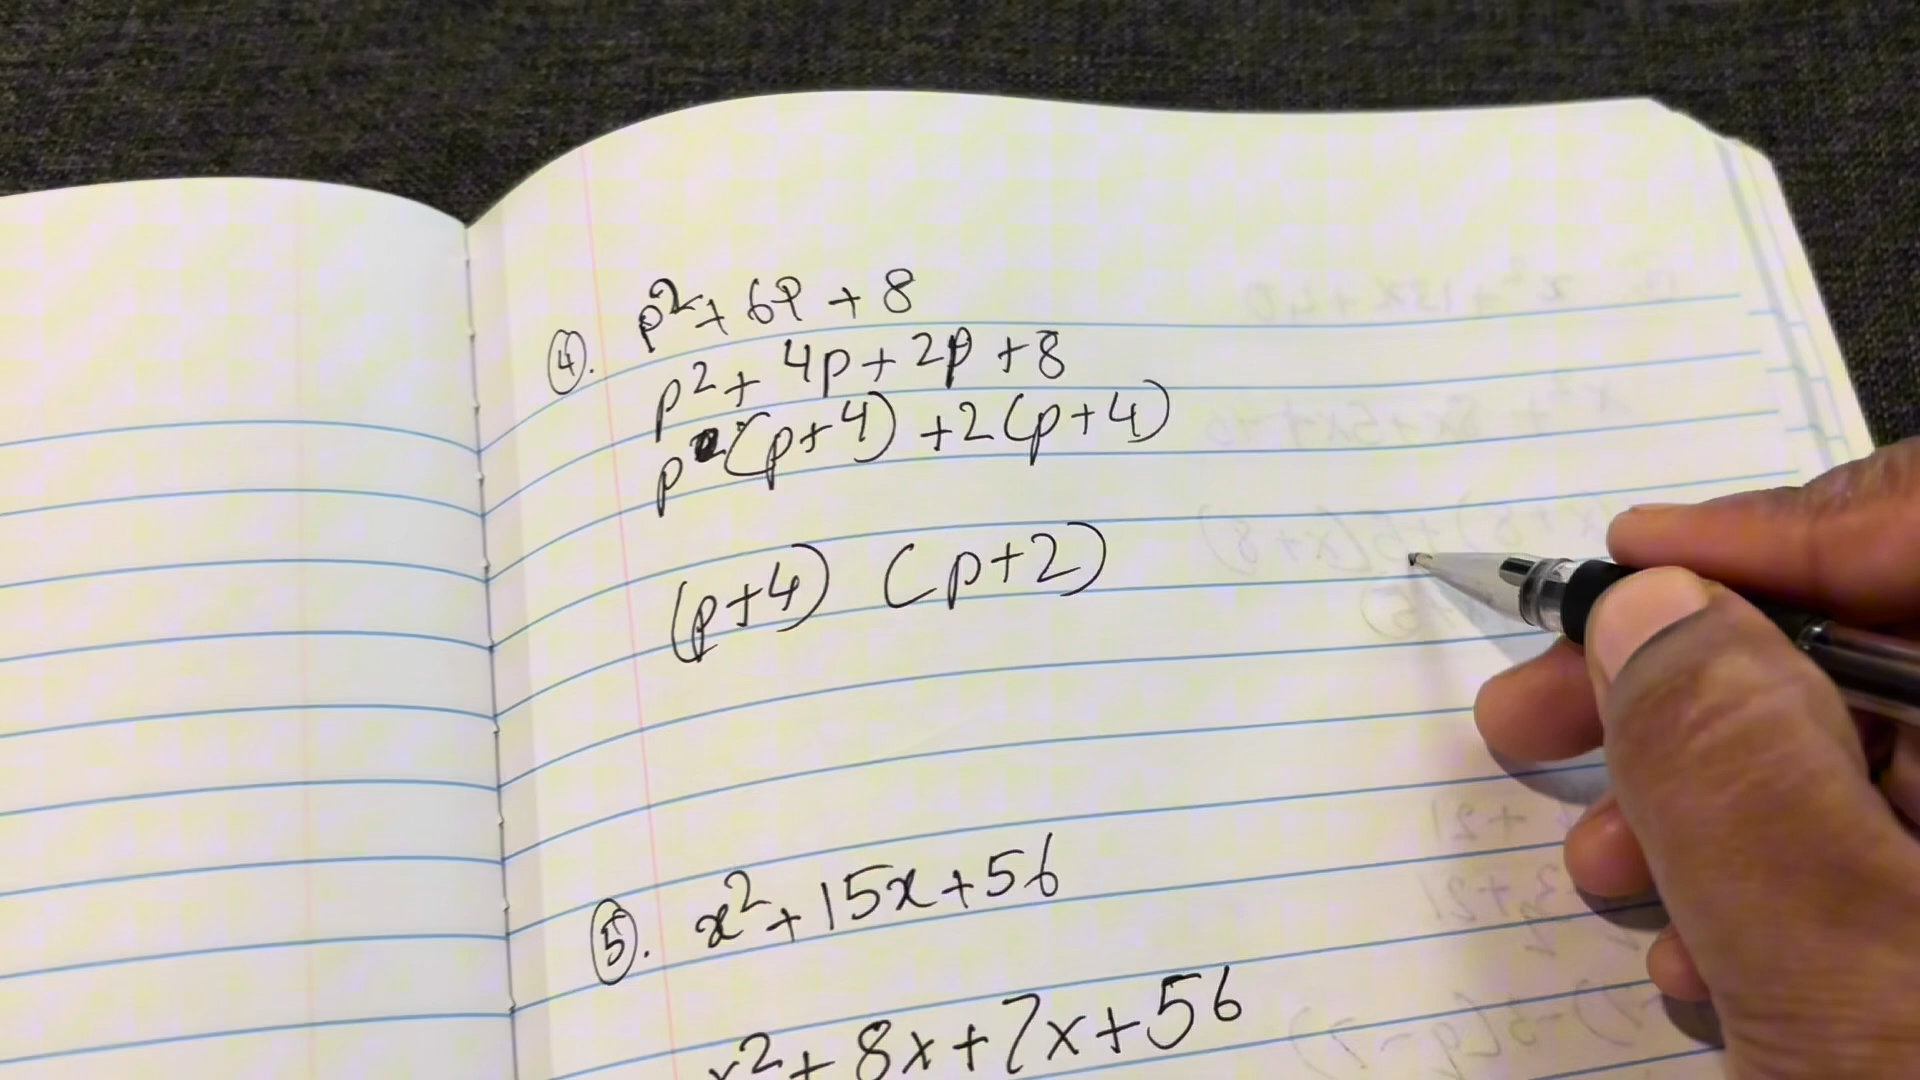 ④. p²+6p+8
p²+4p+2p+8
p(p+4)+2(p+4)
(p+4) (p+2)
⑤. x²+15x+56
x²+8x+7x+56